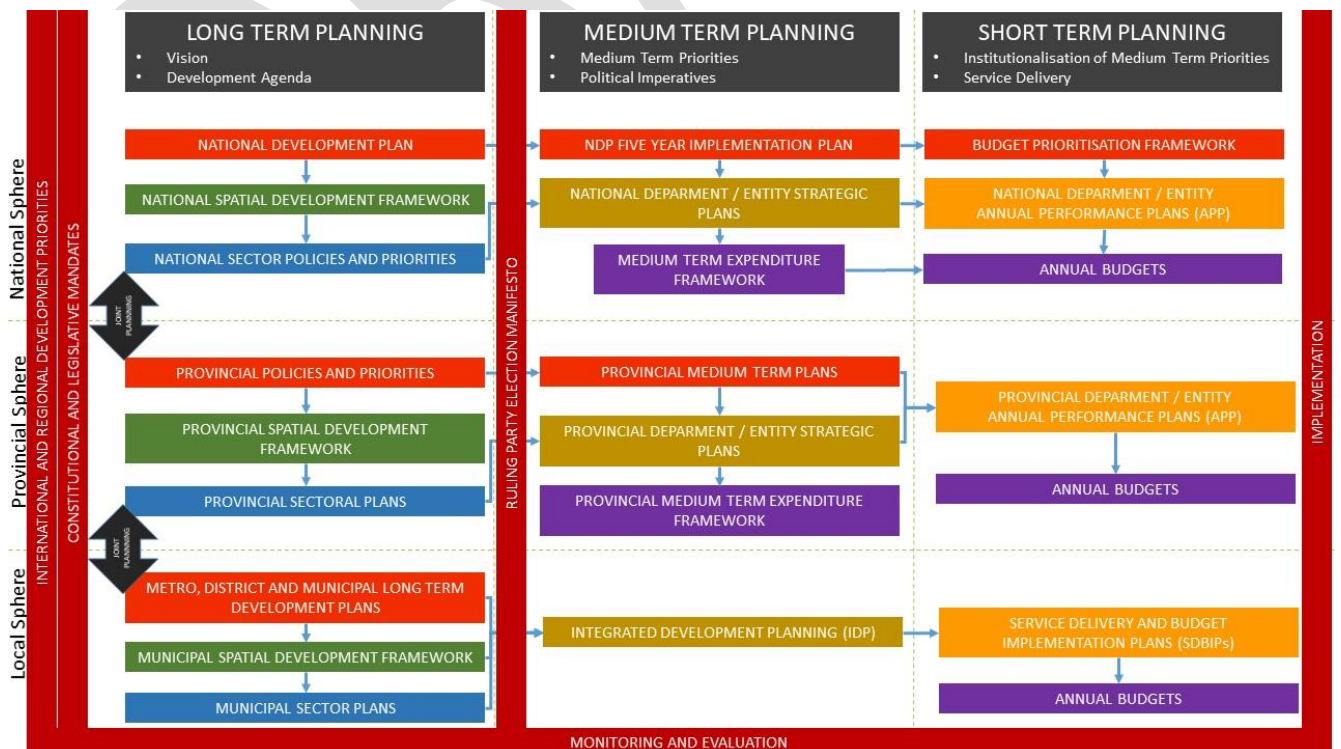 LONG TERM PLANNING
• Vision
• Development Agenda
MEDIUM TERM PLANNING
• Medium Term Priorities
• Political Imperatives
SHORT TERM PLANNING
• Institutionalisation of Medium Term Priorities
• Service Delivery
National Sphere
Provincial Sphere
Local Sphere
INTERNATIONAL AND REGIONAL DEVELOPMENT PRIORITIES
CONSTITUTIONAL AND LEGISLATIVE MANDATES
NATIONAL DEVELOPMENT PLAN
NATIONAL SPATIAL DEVELOPMENT FRAMEWORK
NATIONAL SECTOR POLICIES AND PRIORITIES
JOINT
PLANNNING
PROVINCIAL POLICIES AND PRIORITIES
PROVINCIAL SPATIAL DEVELOPMENT
FRAMEWORK
PROVINCIAL SECTORAL PLANS
JOINT
PLANNNING
METRO, DISTRICT AND MUNICIPAL LONG TERM
DEVELOPMENT PLANS
MUNICIPAL SPATIAL DEVELOPMENT FRAMEWORK
MUNICIPAL SECTOR PLANS
RULING PARTY ELECTION MANIFESTO
NDP FIVE YEAR IMPLEMENTATION PLAN
NATIONAL DEPARMENT / ENTITY STRATEGIC
PLANS
MEDIUM TERM EXPENDITURE
FRAMEWORK
PROVINCIAL MEDIUM TERM PLANS
PROVINCIAL DEPARMENT / ENTITY STRATEGIC
PLANS
PROVINCIAL MEDIUM TERM EXPENDITURE
FRAMEWORK
INTEGRATED DEVELOPMENT PLANNING (IDP)
BUDGET PRIORITISATION FRAMEWORK
NATIONAL DEPARMENT / ENTITY
ANNUAL PERFORMANCE PLANS (APP)
ANNUAL BUDGETS
PROVINCIAL DEPARMENT / ENTITY
ANNUAL PERFORMANCE PLANS (APP)
ANNUAL BUDGETS
SERVICE DELIVERY AND BUDGET
IMPLEMENTATION PLANS (SDBIPs)
ANNUAL BUDGETS
IMPLEMENTATION
MONITORING AND EVALUATION